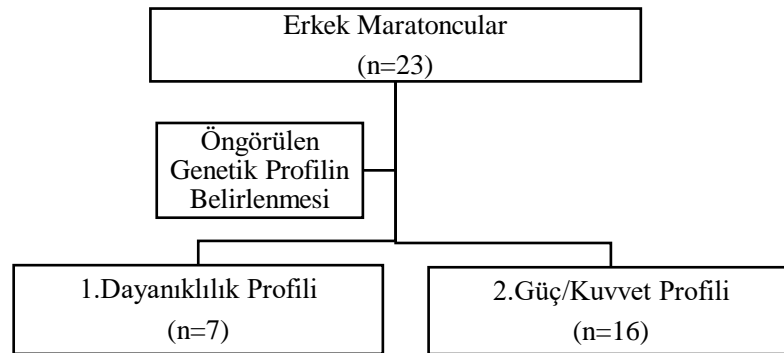 Erkek Maratoncular
(n=23)
Öngörülen
Genetik Profilin
Belirlenmesi
1.Dayanıklılık Profili
(n=7)
2.Güç/Kuvvet Profili
(n=16)